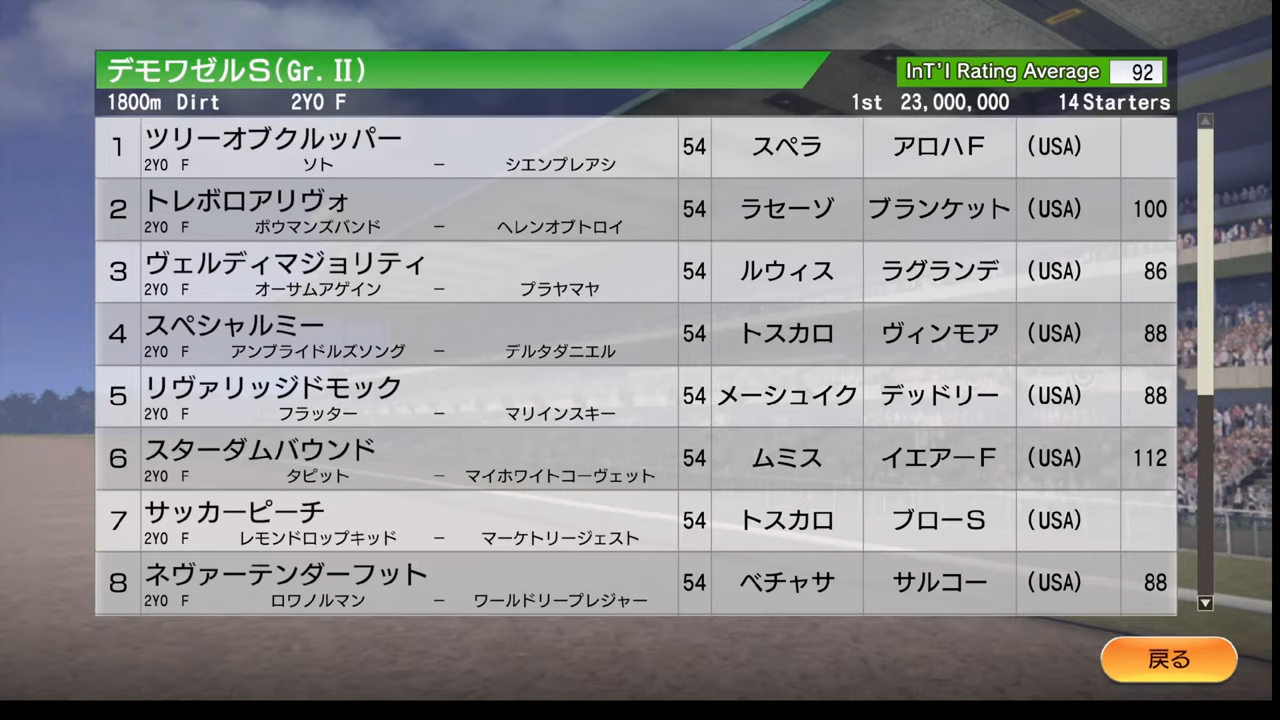 デモワゼルS(Gr. II)
InT'l Rating Average 92
1800m Dirt 2YO F 1st 23,000,000 14Starters
1 ツリーオブクルッパー 54 スペラ アロハF (USA)
2YO F ソト － シエンプレアシ
2 トレボロアリヴォ 54 ラセーゾ ブランケット (USA) 100
2YO F ボウマンズバンド － ヘレンオブトロイ
3 ヴェルディマジョリティ 54 ルウィス ラグランデ (USA) 86
2YO F オーサムアゲイン － プラヤマヤ
4 スペシャルミー 54 トスカロ ヴィンモア (USA) 88
2YO F アンブライドルズソング － デルタダニエル
5 リヴァリッジドモック 54 メーシュイク デッドリー (USA) 88
2YO F フラッター － マリインスキー
6 スターダムバウンド 54 ムミス イエアーF (USA) 112
2YO F タピット － マイホワイトコーヴェット
7 サッカーピーチ 54 トスカロ ブローS (USA)
2YO F レモンドロップキッド － マーケトリージェスト
8 ネヴァーテンダーフット 54 ベチャサ サルコー (USA) 88
2YO F ロワノルマン － ワールドリープレジャー
戻る